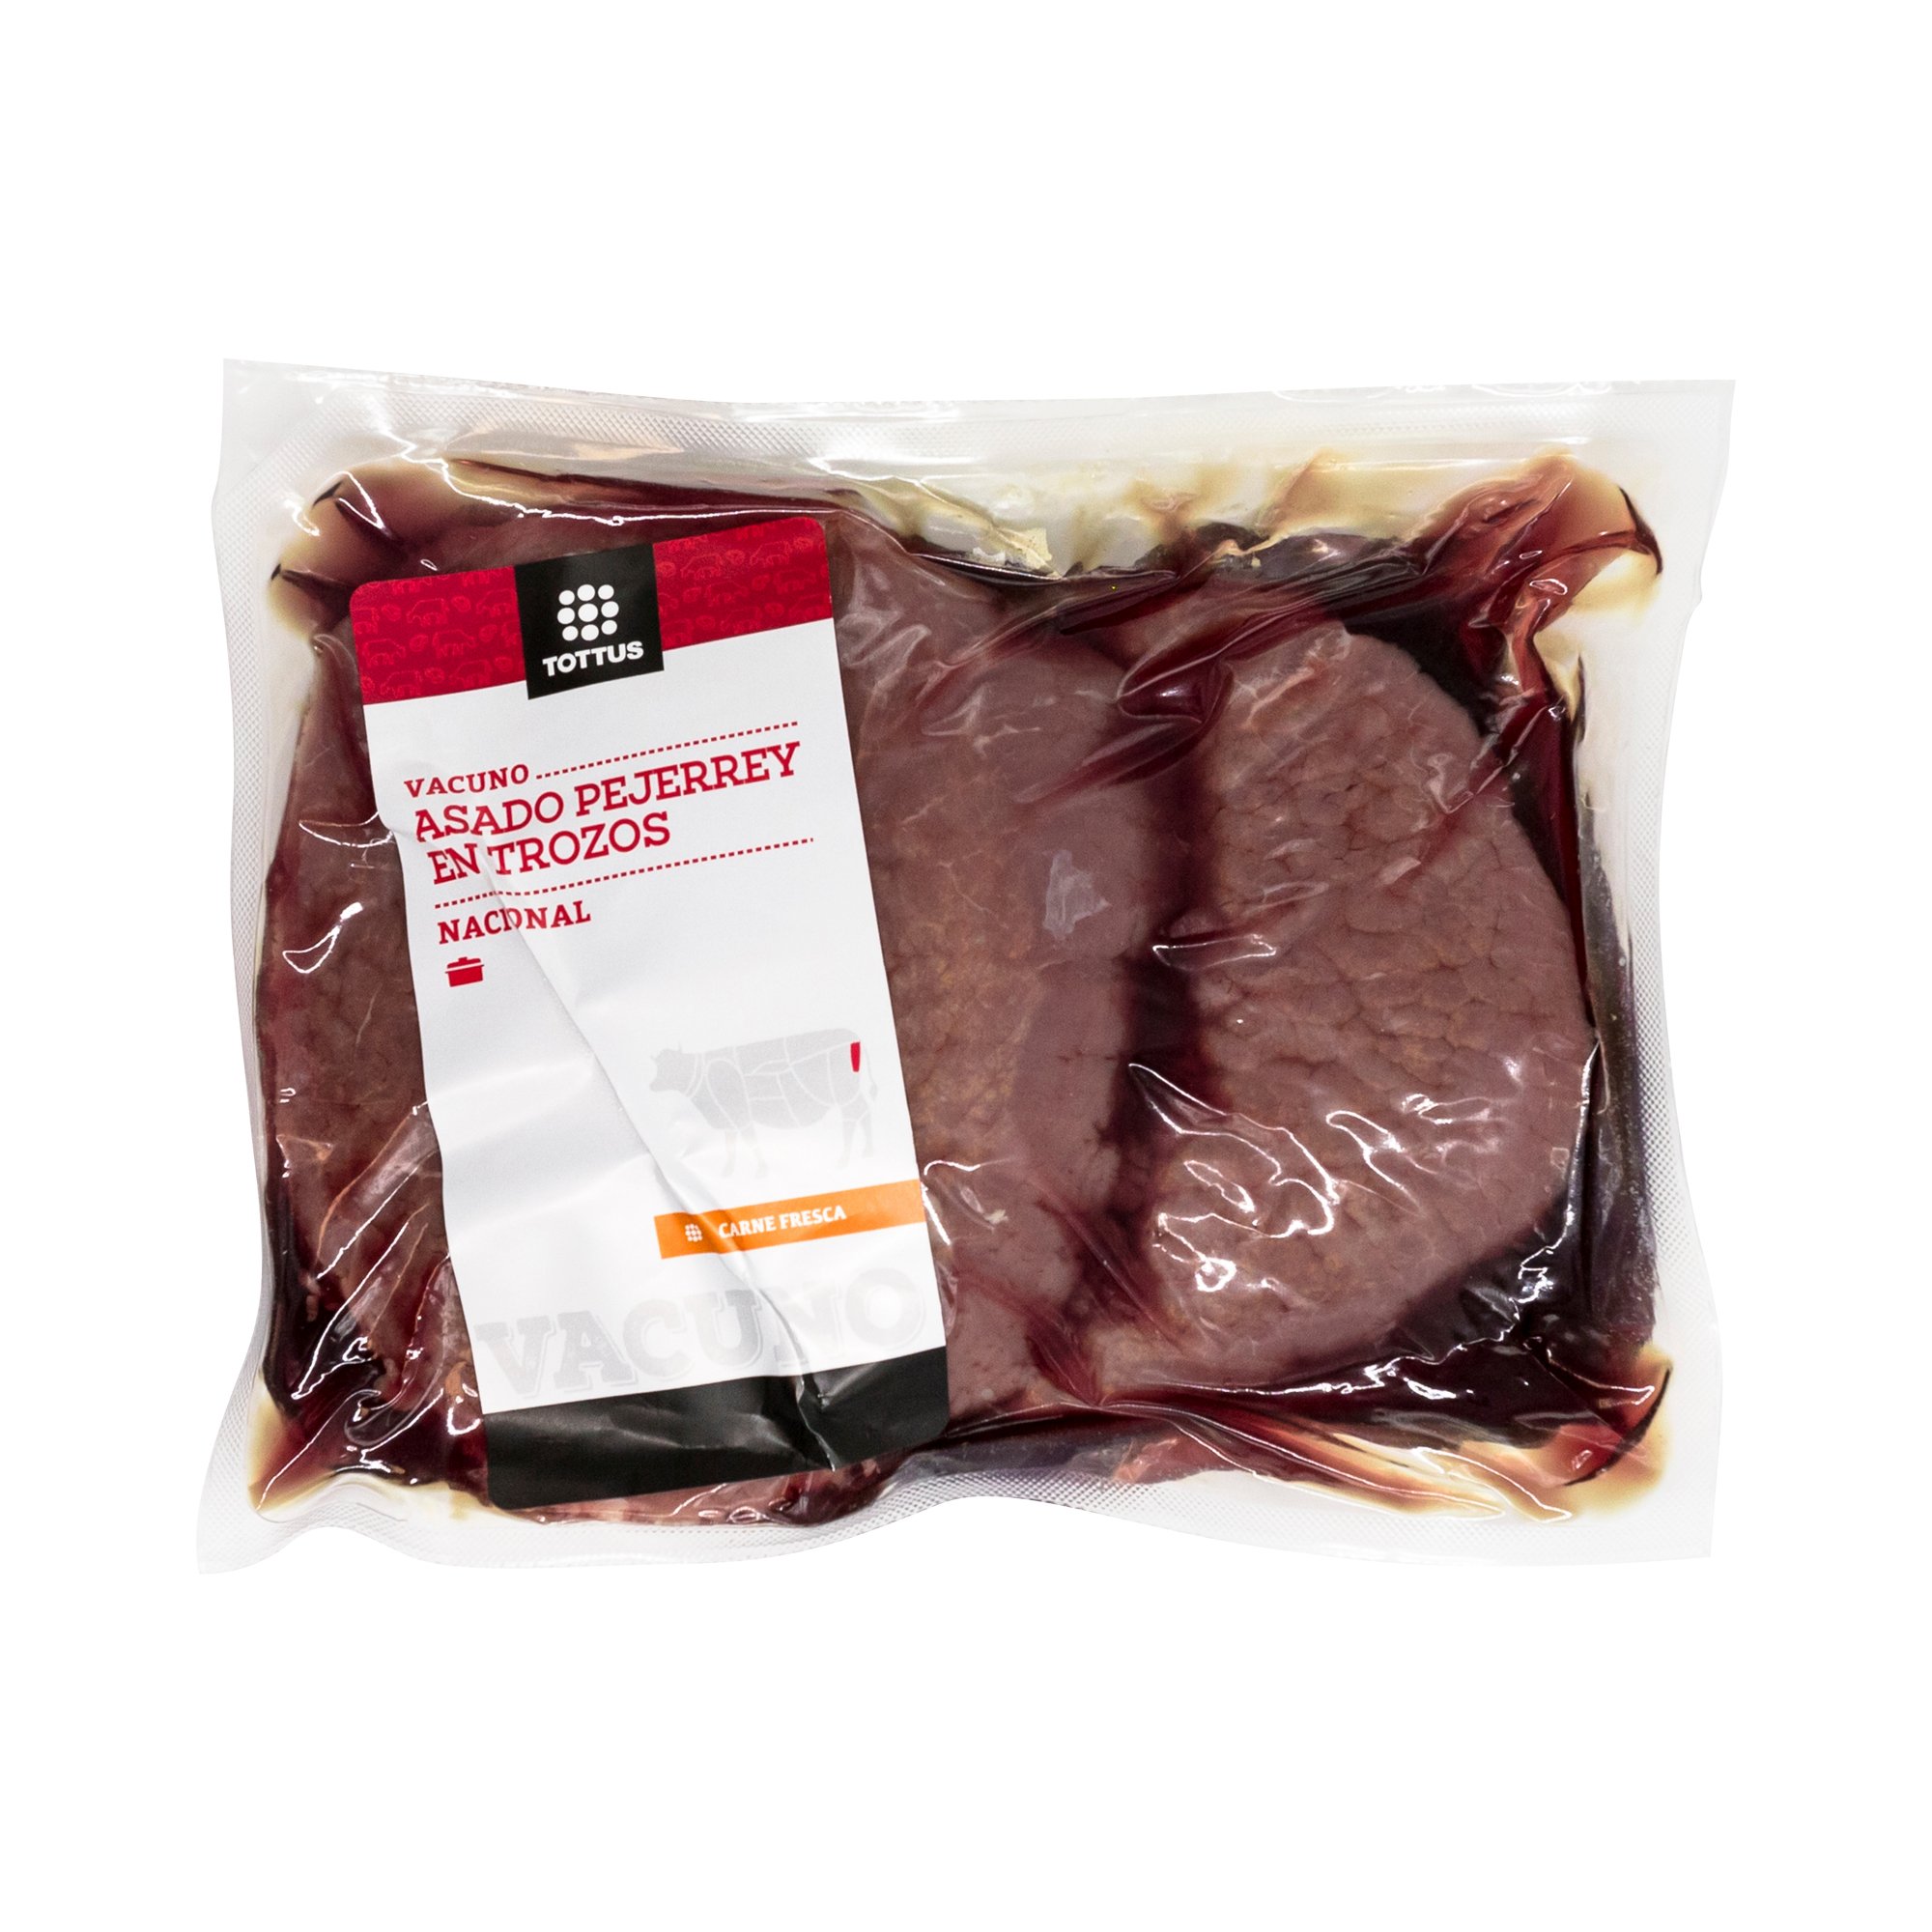 TOTTUS
VACUNO
ASADO PEJERREY
EN TROZOS
NACIONAL
CARNE FRESCA
VACUNO